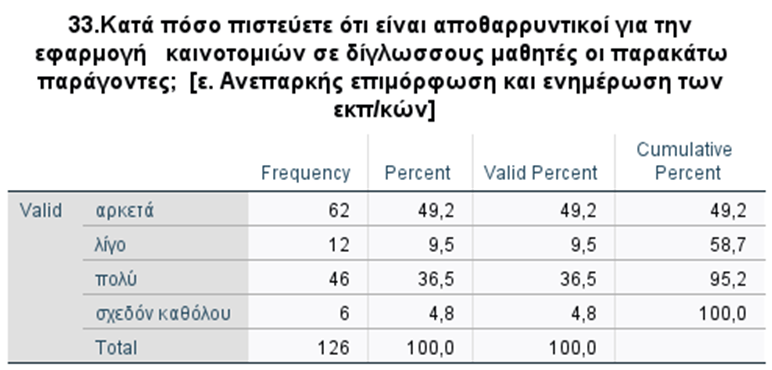 33.Κατά πόσο πιστεύετε ότι είναι αποθαρρυντικοί για την
εφαρμογή καινοτομιών σε δίγλωσσους μαθητές οι παρακάτω
παράγοντες; [ε. Ανεπαρκής επιμόρφωση και ενημέρωση των
εκπ/κών]
Frequency Percent Valid Percent Cumulative Percent
Valid αρκετά 62 49,2 49,2 49,2
λίγο 12 9,5 9,5 58,7
πολύ 46 36,5 36,5 95,2
σχεδόν καθόλου 6 4,8 4,8 100,0
Total 126 100,0 100,0